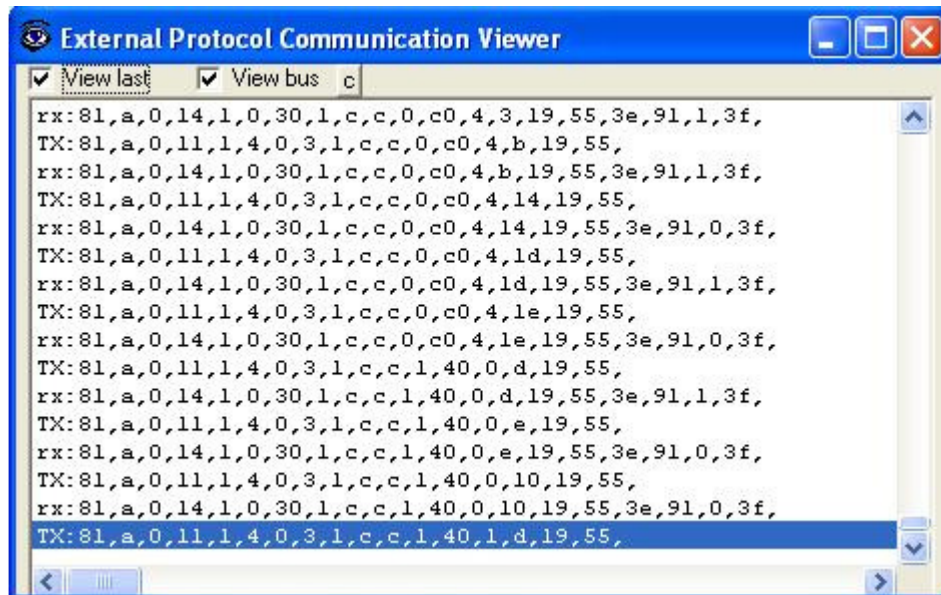 External Protocol Communication Viewer
View last View bus c
rx:81,a,0,14,1,0,30,1,c,c,0,c0,4,3,19,55,3e,91,1,3f,
TX:81,a,0,11,1,4,0,3,1,c,c,0,c0,4,b,19,55,
rx:81,a,0,14,1,0,30,1,c,c,0,c0,4,b,19,55,3e,91,1,3f,
TX:81,a,0,11,1,4,0,3,1,c,c,0,c0,4,14,19,55,
rx:81,a,0,14,1,0,30,1,c,c,0,c0,4,14,19,55,3e,91,0,3f,
TX:81,a,0,11,1,4,0,3,1,c,c,0,c0,4,1d,19,55,
rx:81,a,0,14,1,0,30,1,c,c,0,c0,4,1d,19,55,3e,91,1,3f,
TX:81,a,0,11,1,4,0,3,1,c,c,0,c0,4,1e,19,55,
rx:81,a,0,14,1,0,30,1,c,c,0,c0,4,1e,19,55,3e,91,0,3f,
TX:81,a,0,11,1,4,0,3,1,c,c,1,40,0,d,19,55,
rx:81,a,0,14,1,0,30,1,c,c,1,40,0,d,19,55,3e,91,1,3f,
TX:81,a,0,11,1,4,0,3,1,c,c,1,40,0,e,19,55,
rx:81,a,0,14,1,0,30,1,c,c,1,40,0,e,19,55,3e,91,0,3f,
TX:81,a,0,11,1,4,0,3,1,c,c,1,40,0,10,19,55,
rx:81,a,0,14,1,0,30,1,c,c,1,40,0,10,19,55,3e,91,0,3f,
TX:81,a,0,11,1,4,0,3,1,c,c,1,40,1,d,19,55,